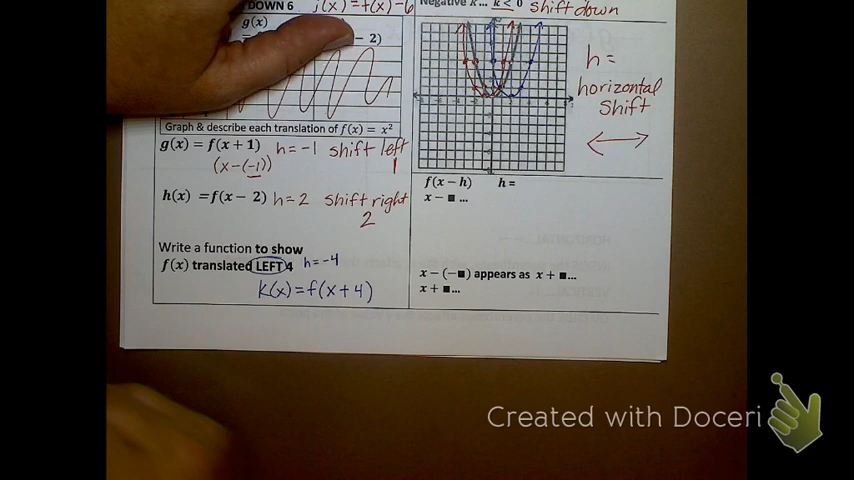 DOWN 6 j(x) = f(x) - 6
g(x)
- 2)
Graph & describe each translation of f(x) = x²
g(x) = f(x + 1) h = -1 shift left
(x-(-1)) 1
h(x) = f(x - 2) h = 2 shift right
2
Write a function to show
f(x) translated LEFT 4 h = -4
K(x) = f(x + 4)
Negative k... k < 0 shift down
h =
horizontal
shift
f(x - h) h =
x - ■ ...
x - (-■) appears as x + ■...
x + ■...
Created with Doceri